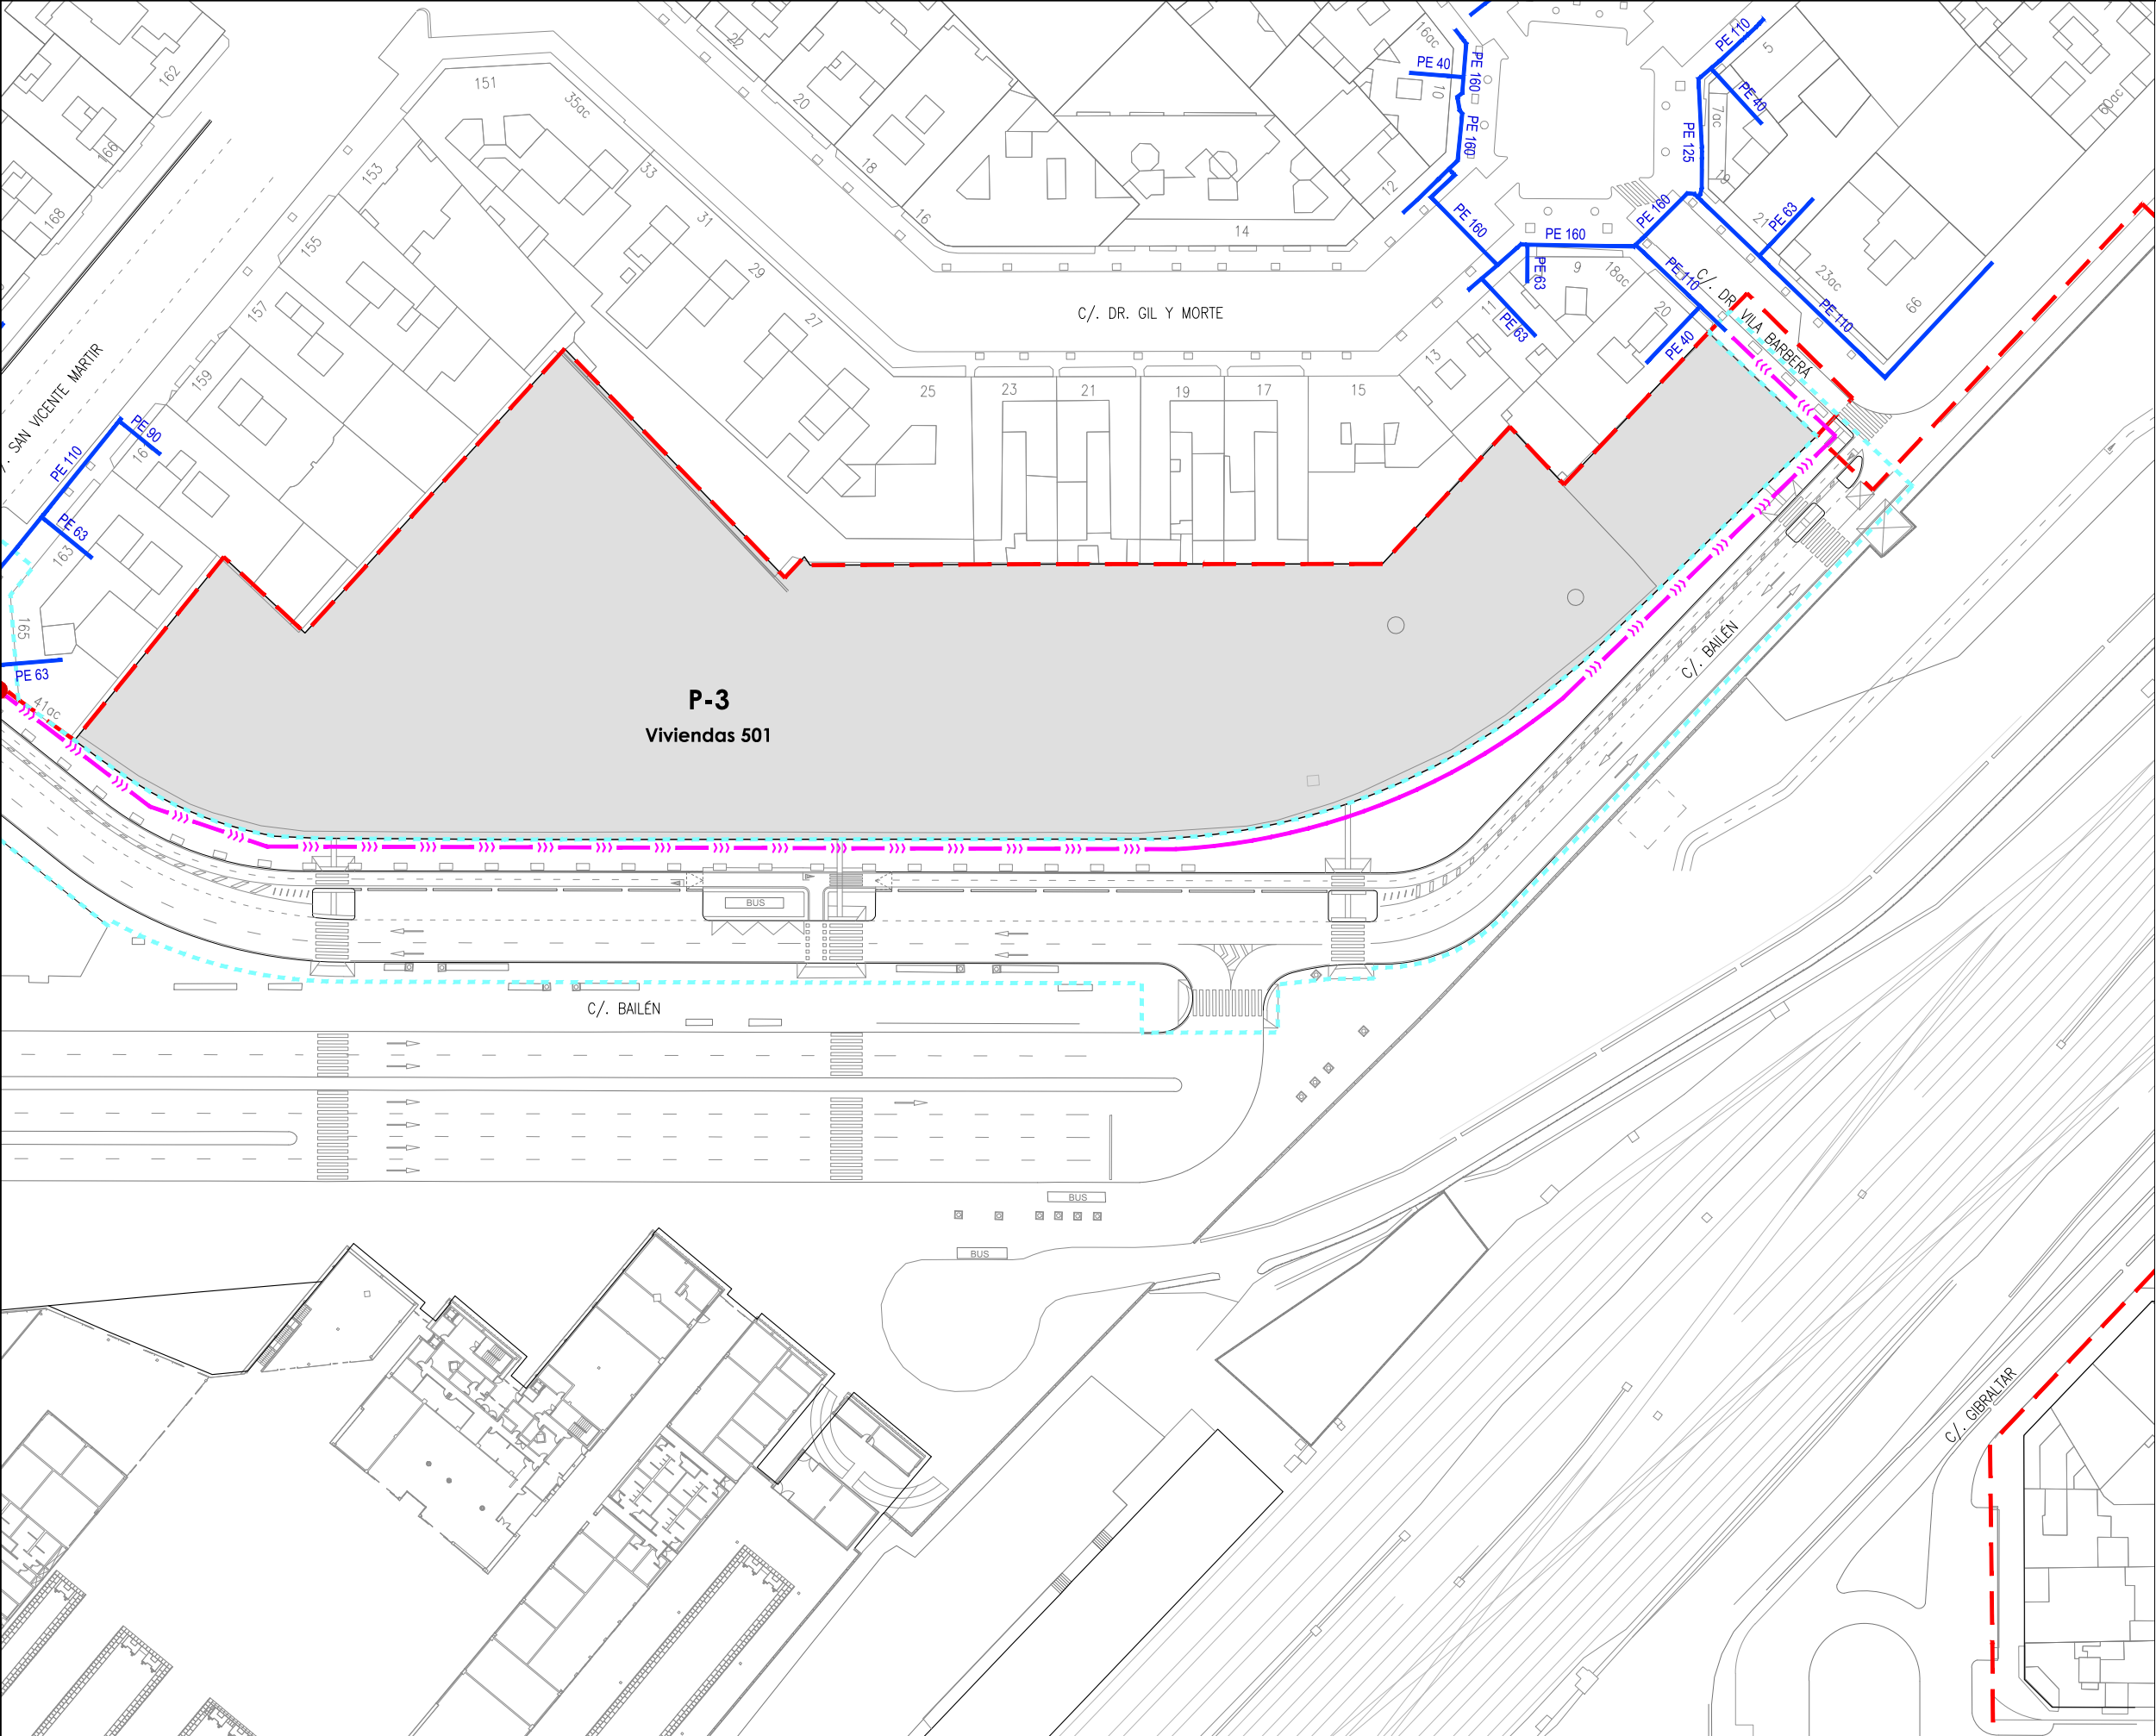 162
166
168
151
35ac
153
155
157
159
163
165
41ac
22
20
18
16
33
31
29
27
25
23
21
19
17
15
14
12
10
16ac
13
11
9
18ac
20
5
7ac
19
21
23ac
66
60ac
PE 40
PE 160
PE 160
PE 160
PE 160
PE 160
PE 63
PE 63
PE 110
PE 40
PE 125
PE 63
PE 110
PE 110
PE 40
C/. DR. GIL Y MORTE
C/. DR. VILA BARBERÁ
SAN VICENTE MARTIR
PE 90
PE 110
PE 63
PE 63
P-3
Viviendas 501
C/. BAILÉN
BUS
C/. BAILÉN
BUS
BUS
C/. GIBRALTAR